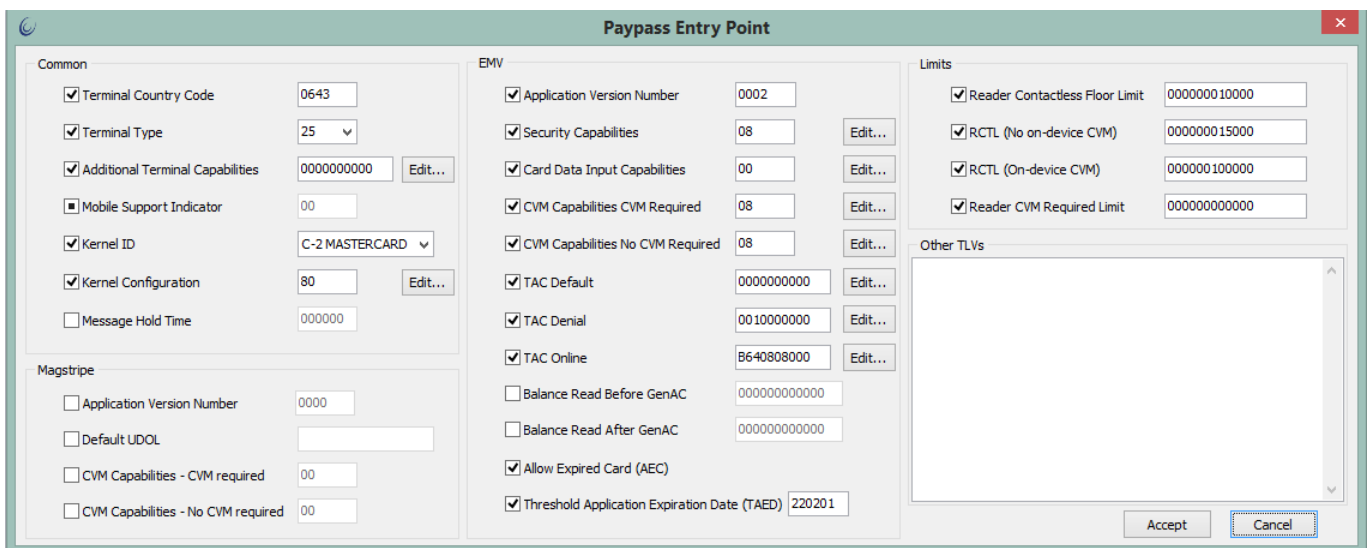 Paypass Entry Point
Common
Terminal Country Code 0643
Terminal Type 25
Additional Terminal Capabilities 0000000000 Edit...
Mobile Support Indicator 00
Kernel ID C-2 MASTERCARD
Kernel Configuration 80 Edit...
Message Hold Time 000000
Magstripe
Application Version Number 0000
Default UDOL
CVM Capabilities - CVM required 00
CVM Capabilities - No CVM required 00
EMV
Application Version Number 0002
Security Capabilities 08 Edit...
Card Data Input Capabilities 00 Edit...
CVM Capabilities CVM Required 08 Edit...
CVM Capabilities No CVM Required 08 Edit...
TAC Default 0000000000 Edit...
TAC Denial 0010000000 Edit...
TAC Online B640808000 Edit...
Balance Read Before GenAC 000000000000
Balance Read After GenAC 000000000000
Allow Expired Card (AEC)
Threshold Application Expiration Date (TAED) 220201
Limits
Reader Contactless Floor Limit 000000010000
RCTL (No on-device CVM) 000000015000
RCTL (On-device CVM) 000000100000
Reader CVM Required Limit 000000000000
Other TLVs
Accept Cancel